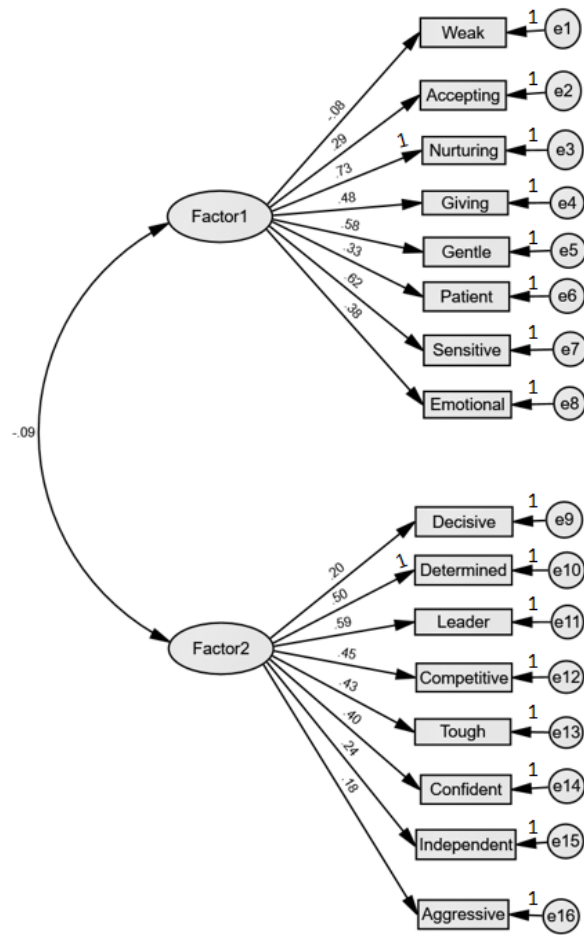 1
e1
Weak
-.08
1
e2
Accepting
.29
1
e3
1
Nurturing
.73
1
e4
Giving
.48
Factor1
1
e5
Gentle
.58
1
e6
Patient
.33
1
e7
Sensitive
.62
1
e8
Emotional
.38
-.09
1
e9
Decisive
.20
1
e10
1
Determined
.50
1
e11
Leader
.59
Factor2
1
e12
Competitive
.45
1
e13
Tough
.43
1
e14
Confident
.40
1
e15
Independent
.24
1
e16
Aggressive
.18